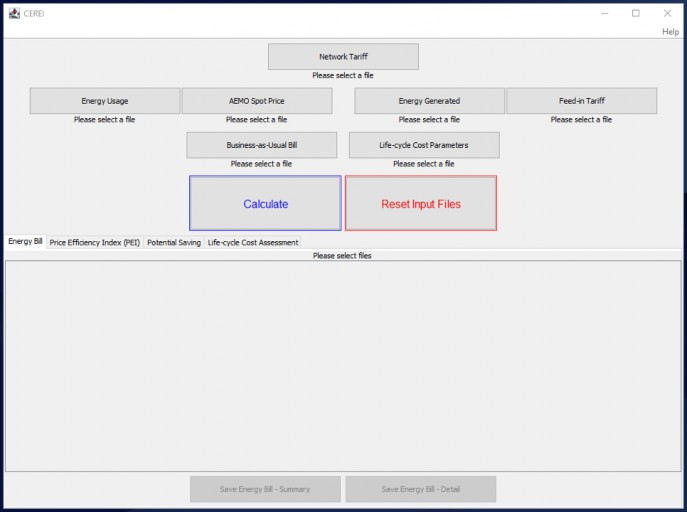 CEREI
Help
Network Tariff
Please select a file
Energy Usage
AEMO Spot Price
Energy Generated
Feed-in Tariff
Please select a file
Please select a file
Please select a file
Please select a file
Business-as-Usual Bill
Life-cycle Cost Parameters
Please select a file
Please select a file
Calculate
Reset Input Files
Energy Bill
Price Efficiency Index (PEI)
Potential Saving
Life-cycle Cost Assessment
Please select files
Save Energy Bill - Summary
Save Energy Bill - Detail